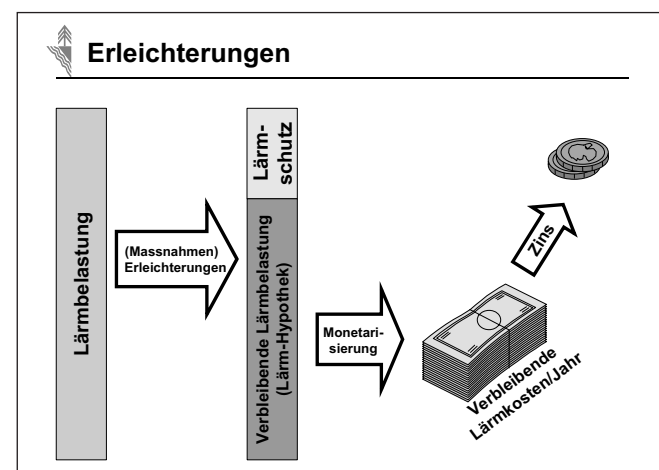 Erleichterungen
Lärmbelastung
(Massnahmen)
Erleichterungen
Lärm-
schutz
Verbleibende Lärmbelastung
(Lärm-Hypothek)
Monetari-
sierung
Zins
Verbleibende
Lärmkosten/Jahr